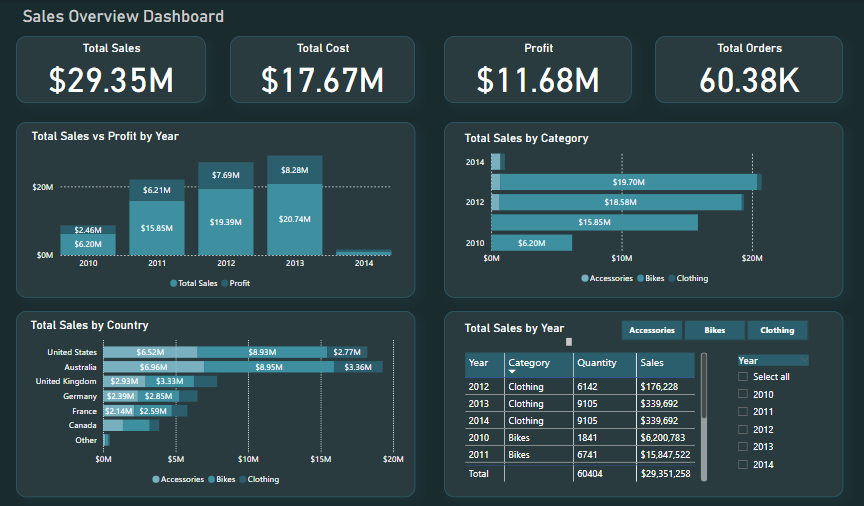 Sales Overview Dashboard
Total Sales
$29.35M
Total Cost
$17.67M
Profit
$11.68M
Total Orders
60.38K
Total Sales vs Profit by Year
$20M
$0M
$2.46M
$6.20M
$6.21M
$15.85M
$7.69M
$19.39M
$8.28M
$20.74M
2010 2011 2012 2013 2014
Total Sales Profit
Total Sales by Category
2014
$19.70M
2012 $18.58M
$15.85M
2010 $6.20M
$0M $10M $20M
Accessories Bikes Clothing
Total Sales by Country
United States $6.52M $8.93M $2.77M
Australia $6.96M $8.95M $3.36M
United Kingdom $2.93M $3.33M
Germany $2.39M $2.85M
France $2.14M $2.59M
Canada
Other
$0M $5M $10M $15M $20M
Accessories Bikes Clothing
Total Sales by Year
Accessories Bikes Clothing
Year Category Quantity Sales
2012 Clothing 6142 $176,228
2013 Clothing 9105 $339,692
2014 Clothing 9105 $339,692
2010 Bikes 1841 $6,200,783
2011 Bikes 6741 $15,847,522
Total 60404 $29,351,258
Year
Select all
2010
2011
2012
2013
2014